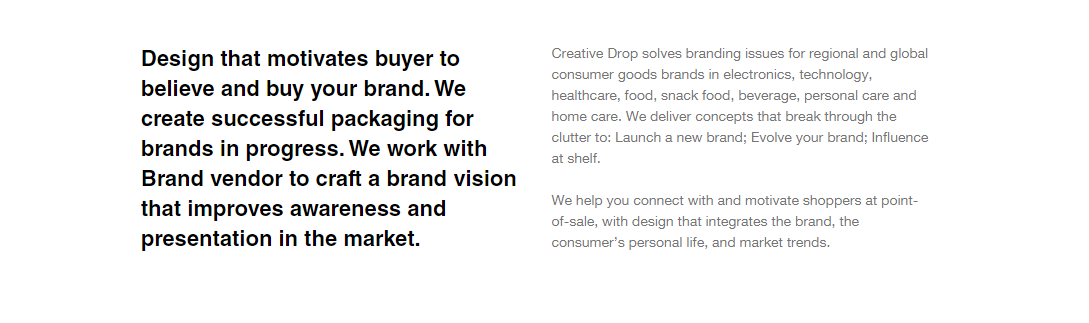 Design that motivates buyer to
believe and buy your brand. We
create successful packaging for
brands in progress. We work with
Brand vendor to craft a brand vision
that improves awareness and
presentation in the market.
Creative Drop solves branding issues for regional and global
consumer goods brands in electronics, technology,
healthcare, food, snack food, beverage, personal care and
home care. We deliver concepts that break through the
clutter to: Launch a new brand; Evolve your brand; Influence
at shelf.
We help you connect with and motivate shoppers at point-
of-sale, with design that integrates the brand, the
consumer's personal life, and market trends.